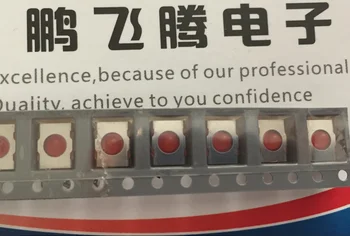 鹏飞腾电子
xcellence,because of our professional
Quality, achieve to you confidence